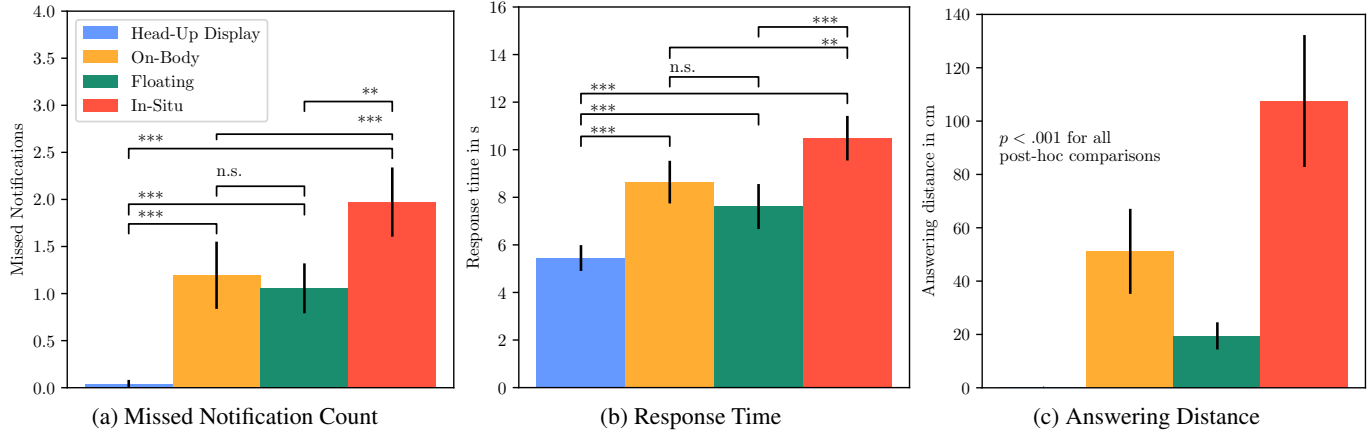 4.0
3.5
3.0
2.5
2.0
1.5
1.0
0.5
0.0
Missed Notifications
Head-Up Display
On-Body
Floating
In-Situ
**
***
***
n.s.
***
***
(a) Missed Notification Count
16
14
12
10
8
6
4
2
0
Response time in s
***
**
n.s.
***
***
***
(b) Response Time
140
120
100
80
60
40
20
0
Answering distance in cm
p < .001 for all
post-hoc comparisons
(c) Answering Distance